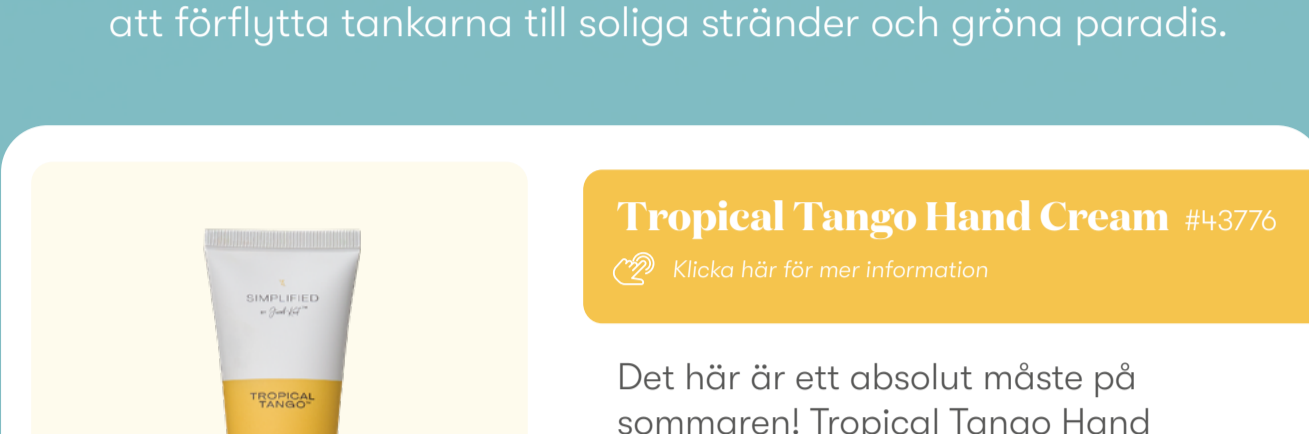 att förflytta tankarna till soliga stränder och gröna paradis.
Tropical Tango Hand Cream #43776
Klicka här för mer information
SIMPLIFIED
TROPICAL
TANGO™
Det här är ett absolut måste på
sommaren! Tropical Tango Hand